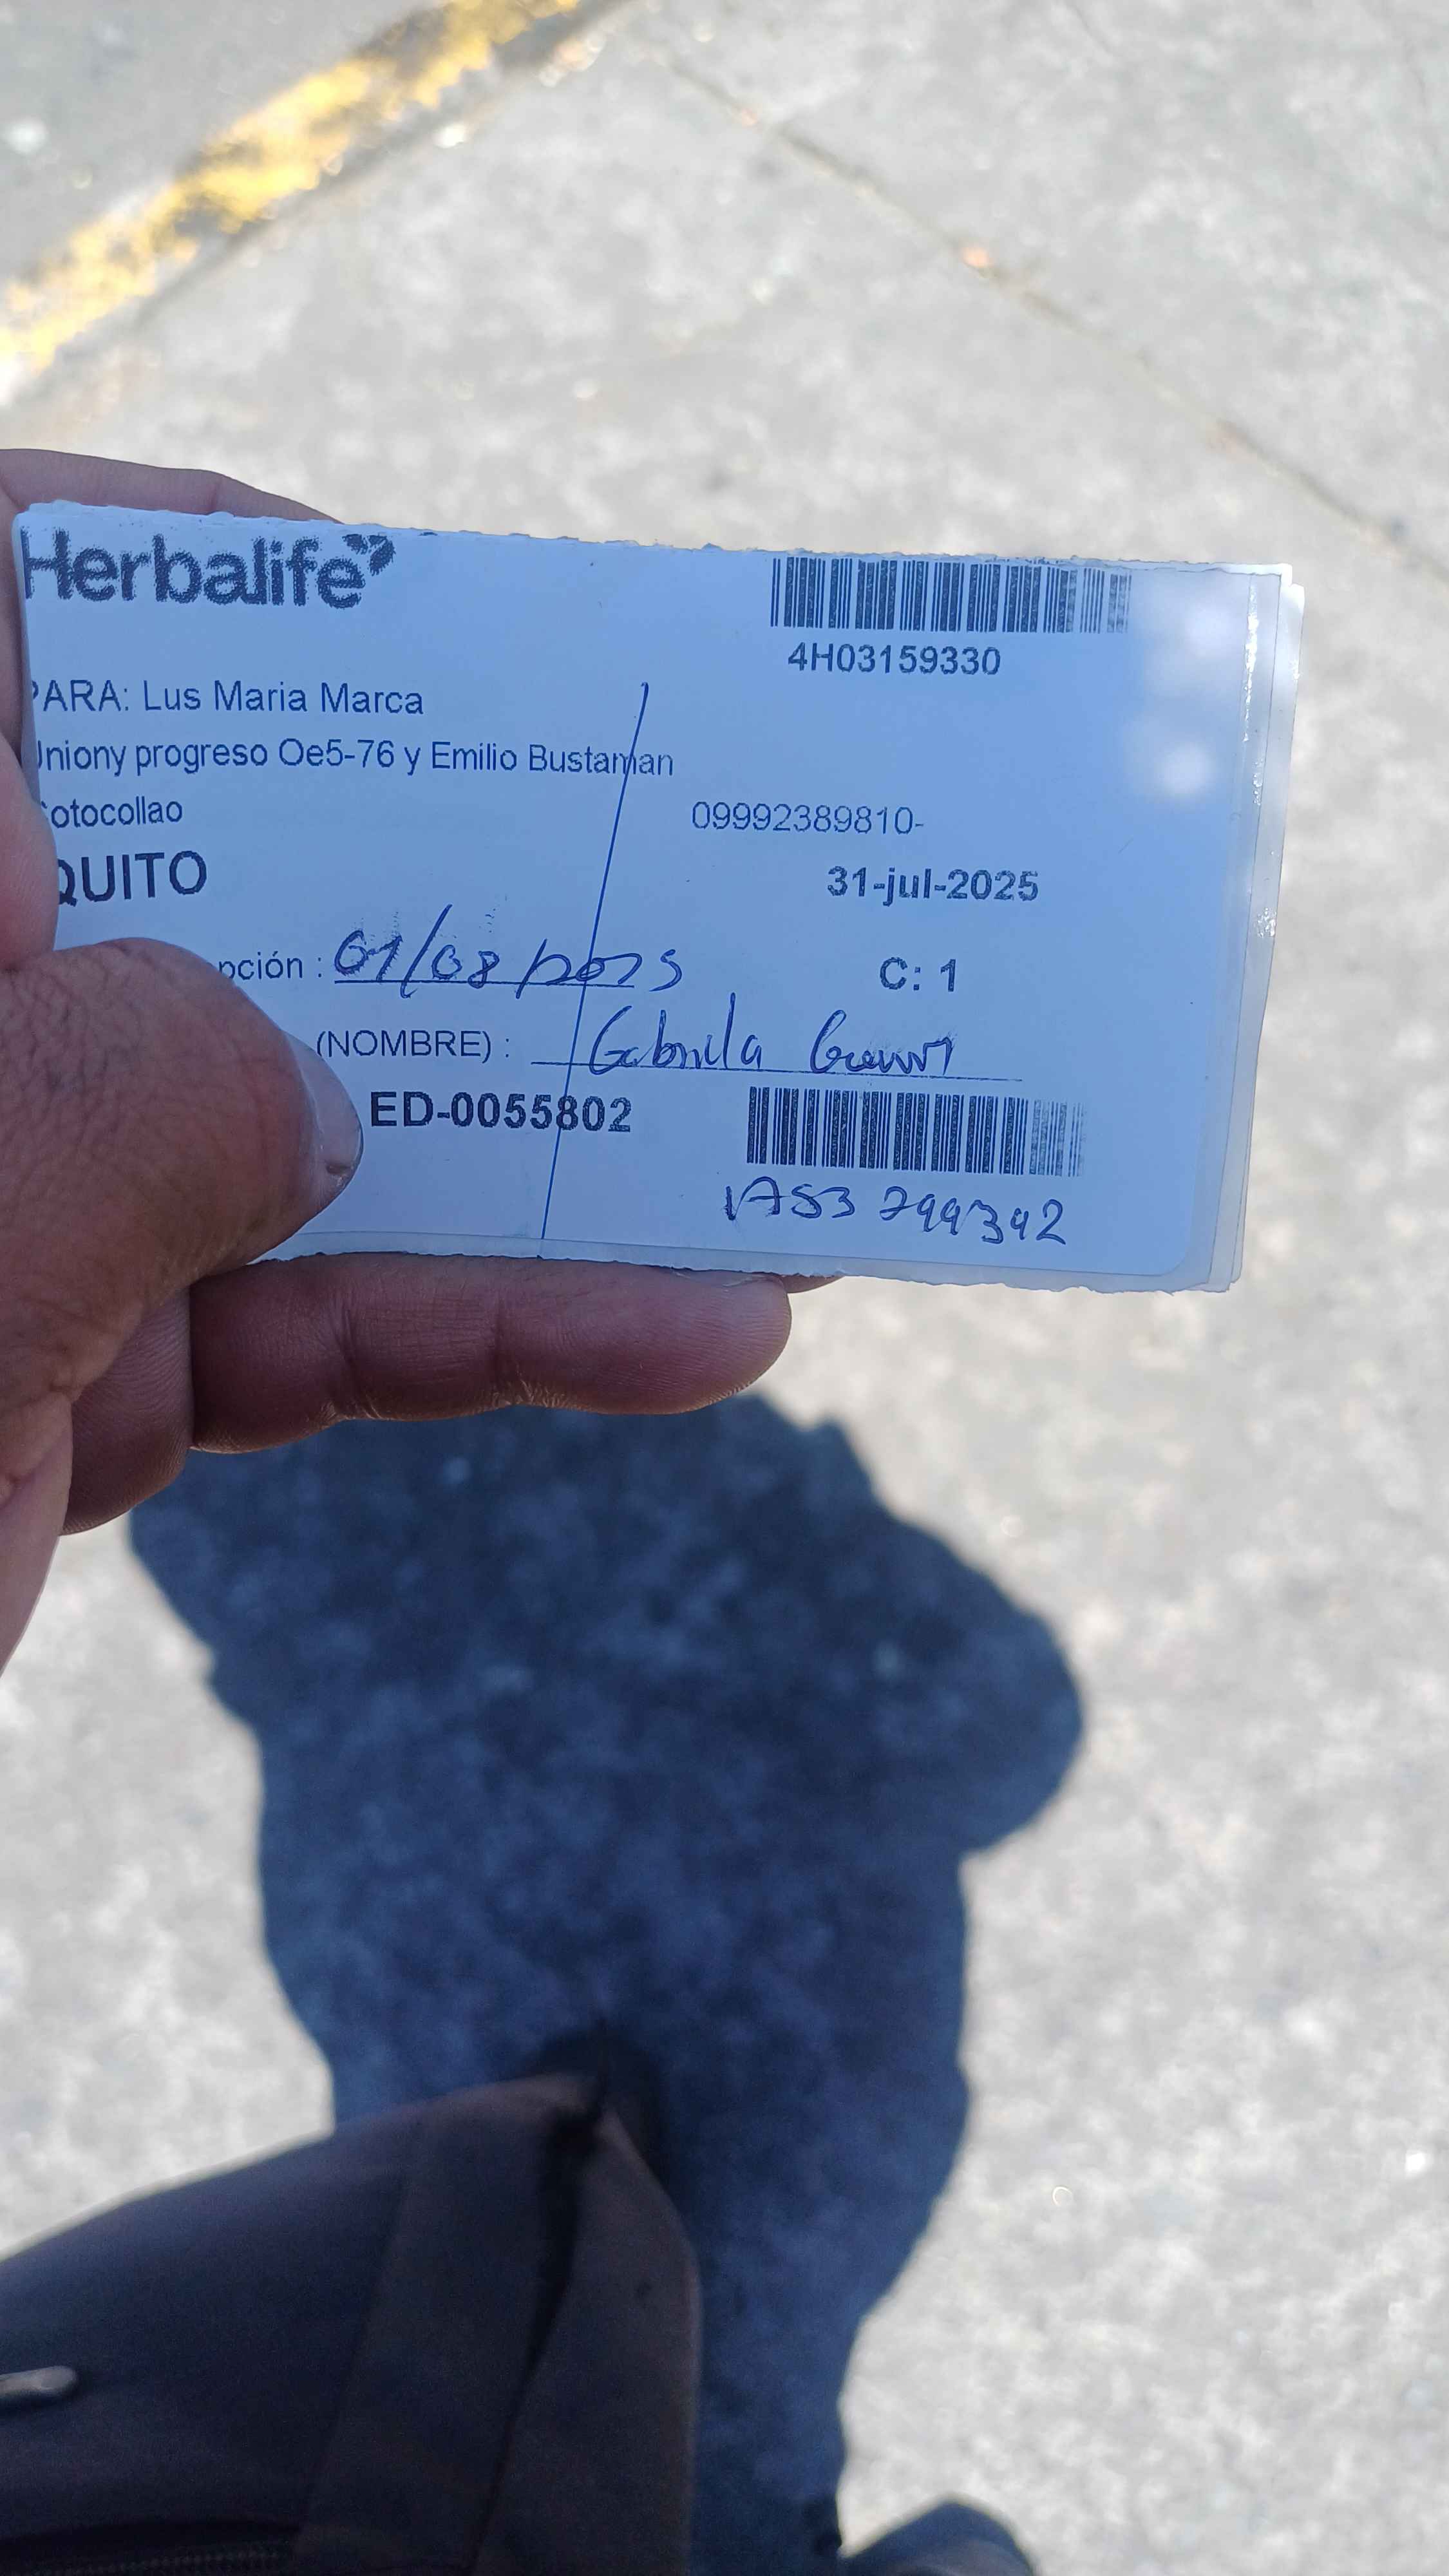 Herbalife
4H03159330
PARA: Lus Maria Marca
Uniony progreso Oe5-76 y Emilio Bustaman
otocollao
09992389810-
QUITO
31-jul-2025
pción : 01/08/2025
C: 1
(NOMBRE) : Gabriela
ED-0055802